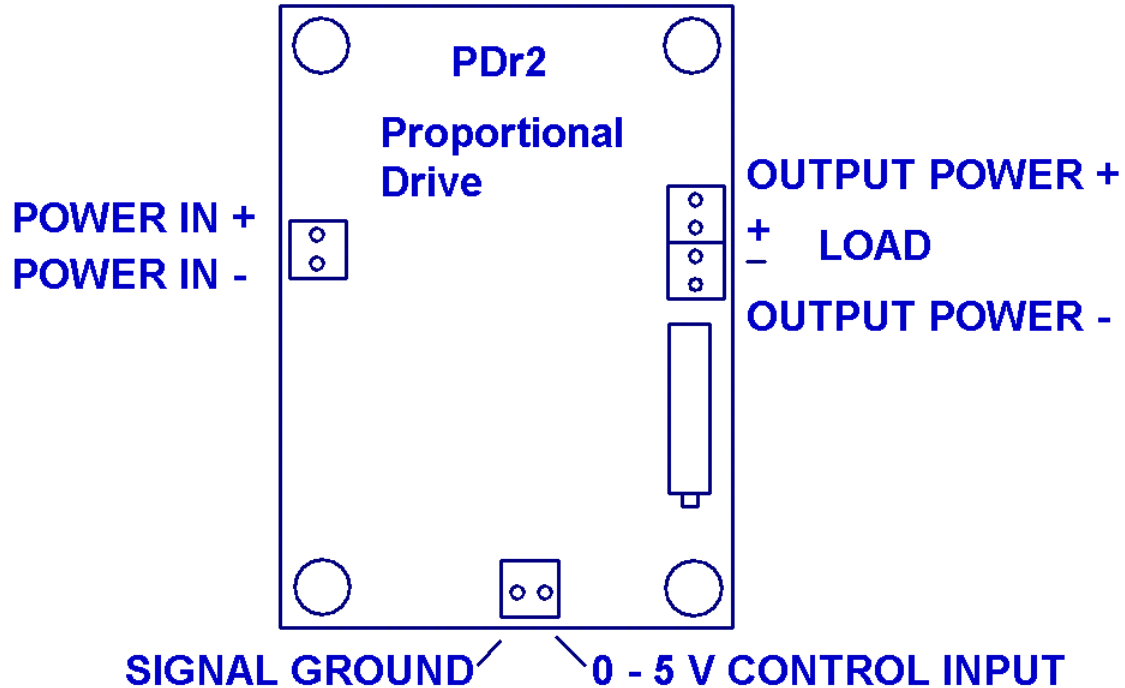 PDr2
Proportional
Drive
POWER IN +
POWER IN -
OUTPUT POWER +
+
LOAD
–
OUTPUT POWER -
SIGNAL GROUND
0 - 5 V CONTROL INPUT